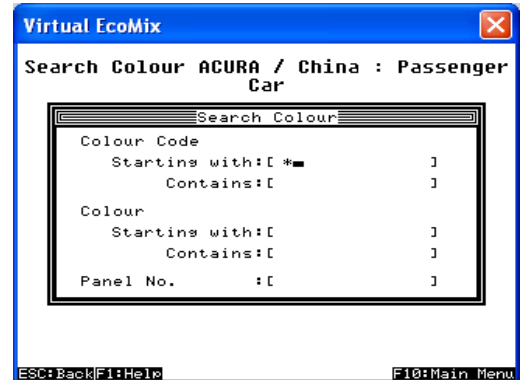 Virtual EcoMix
Search Colour ACURA / China : Passenger
Car
Search Colour
Colour Code
Starting with:[ * ]
Contains:[ ]
Colour
Starting with:[ ]
Contains:[ ]
Panel No. :[ ]
ESC:Back F1:Help F10:Main Menu